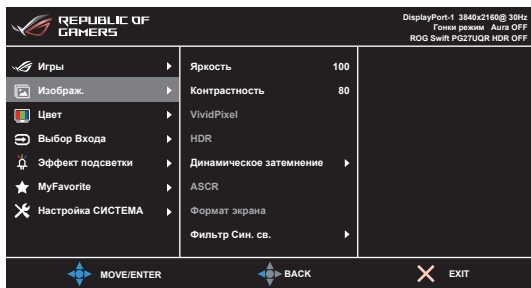 REPUBLIC OF
GAMERS
DisplayPort-1 3840x2160@ 30Hz
Гонки режим Aura OFF
ROG Swift PG27UQR HDR OFF
Игры
Изображ.
Цвет
Выбор Входа
Эффект подсветки
MyFavorite
Настройка СИСТЕМА
Яркость 100
Контрастность 80
VividPixel
HDR
Динамическое затемнение
ASCR
Формат экрана
Фильтр Син. св.
MOVE/ENTER BACK EXIT